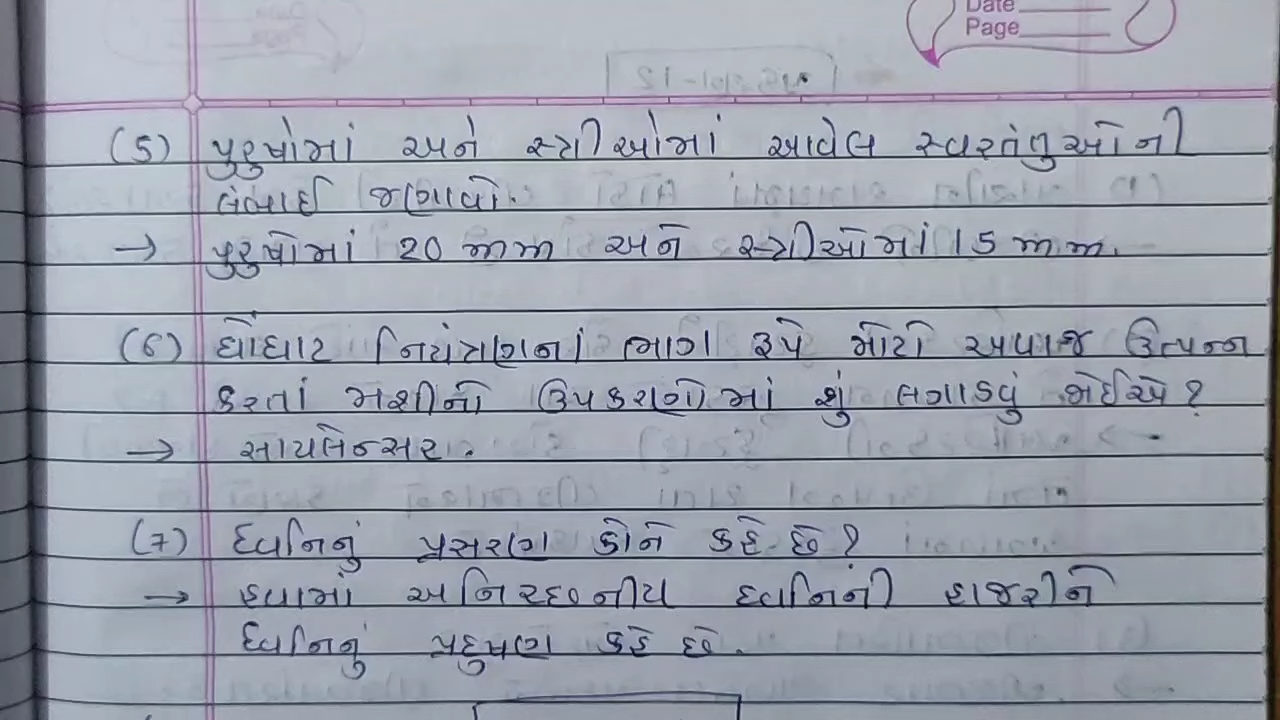 Date
Page
(5) પુરુષોમાં અને સ્ત્રીઓમાં આવેલ સ્વરતંતુઓની
લંબાઈ જણાવો.
→ પુરુષોમાં 20 mm અને સ્ત્રીઓમાં 15 mm.
(6) ઘોંઘાટ નિયંત્રણનાં ભાગ રૂપે મોટો અવાજ ઉત્પન્ન
કરતાં મશીનો ઉપકરણોમાં શું લગાડવું જોઈએ?
→ સાયલેન્સર.
(7) ધ્વનિનું પ્રસરણ કોને કહે છે?
→ હવામાં અનિચ્છનીય ધ્વનિની હાજરીને
ધ્વનિનું પ્રદુષણ કહે છે.